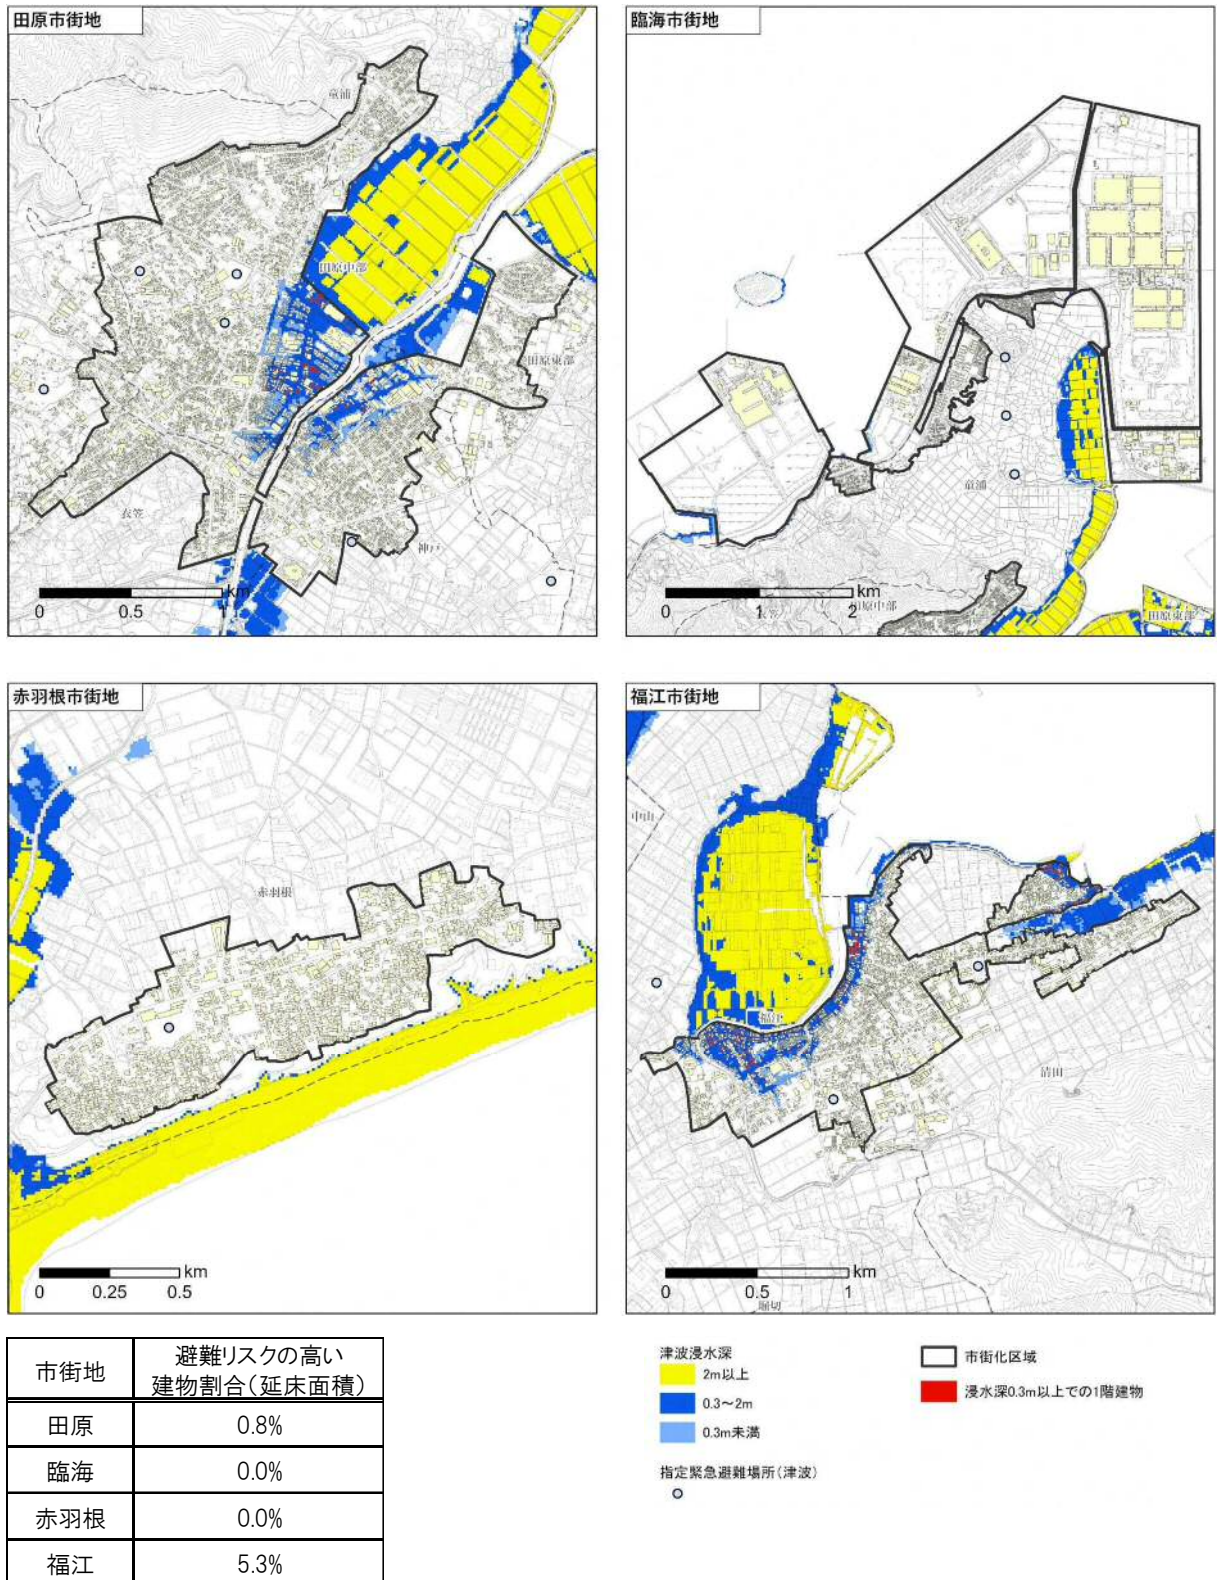 田原市街地
童浦
田原中部
田原東部
衣笠
神戸
km
0
0.5
1
臨海市街地
童浦
km
0
1
2
衣笠
田原中部
田原東部
赤羽根市街地
赤羽根
km
0
0.25
0.5
福江市街地
中山
福江
清田
km
0
0.5
1
堀切
市街地
避難リスクの高い
建物割合(延床面積)
田原
0.8%
臨海
0.0%
赤羽根
0.0%
福江
5.3%
津波浸水深
2m以上
0.3~2m
0.3m未満
指定緊急避難場所(津波)
市街化区域
浸水深0.3m以上での1階建物